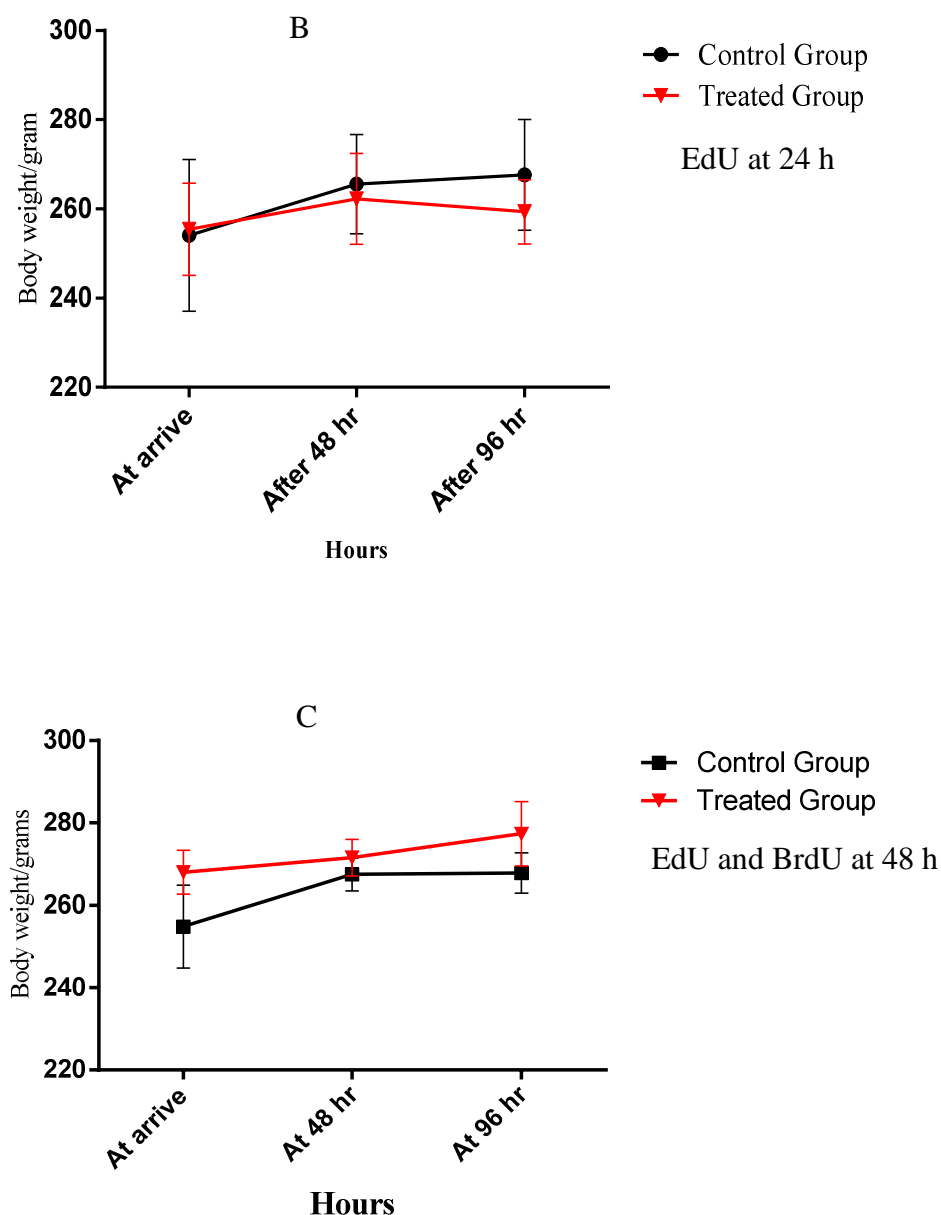 B
Control Group
Treated Group
EdU at 24 h
Body weight/gram
300
280
260
240
220
At arrive
After 48 hr
After 96 hr
Hours
C
Control Group
Treated Group
EdU and BrdU at 48 h
Body weight/grams
300
280
260
240
220
At arrive
At 48 hr
At 96 hr
Hours